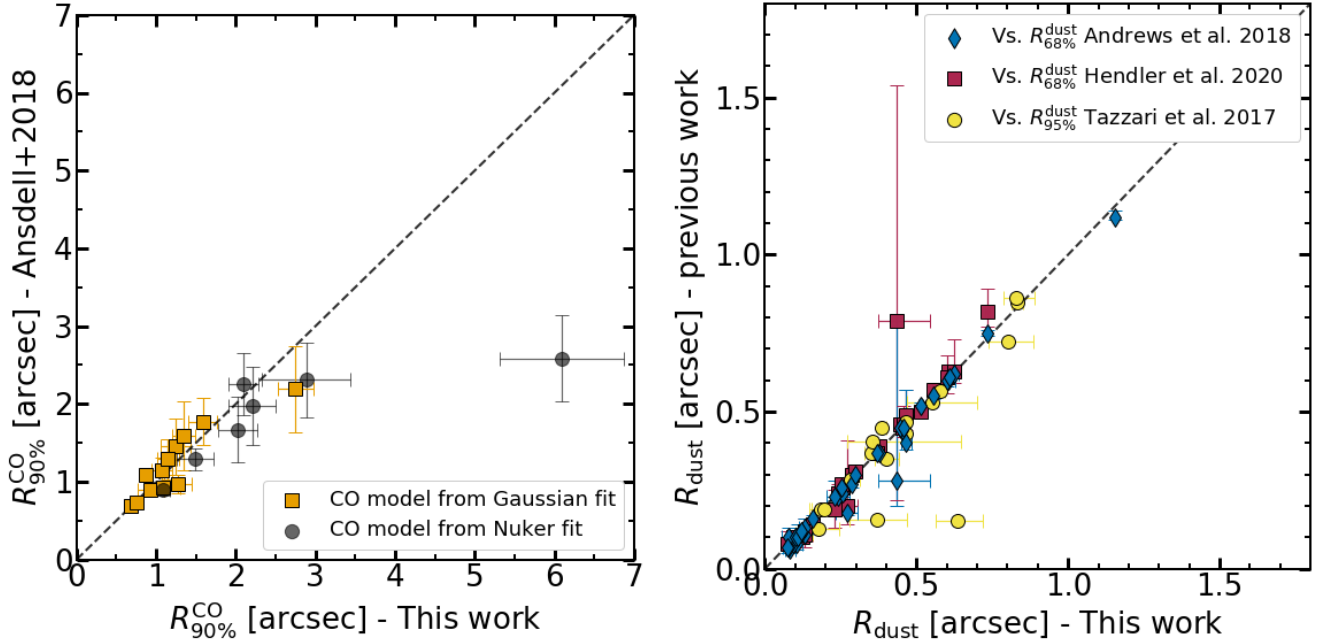 7
6
5
4
3
2
1
0
R^CO_90% [arcsec] - Ansdell+2018
CO model from Gaussian fit
CO model from Nuker fit
0 1 2 3 4 5 6 7
R^CO_90% [arcsec] - This work
1.5
1.0
0.5
0.0
R_dust [arcsec] - previous work
Vs. R^dust_68% Andrews et al. 2018
Vs. R^dust_68% Hendler et al. 2020
Vs. R^dust_95% Tazzari et al. 2017
0.0 0.5 1.0 1.5
R_dust [arcsec] - This work